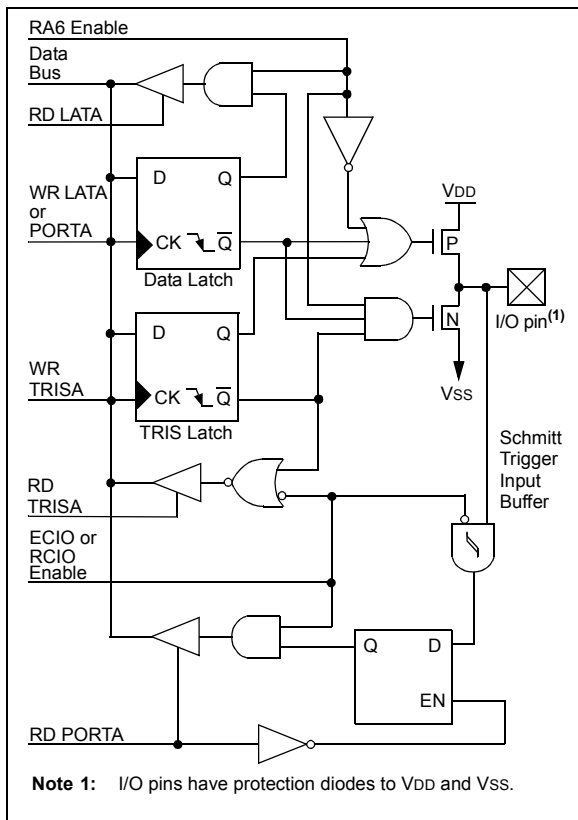 RA6 Enable
Data
Bus
RD LATA
D Q
WR LATA
or
PORTA
CK Q̅
Data Latch
VDD
P
N
I/O pin(1)
VSS
D Q
WR
TRISA
CK Q̅
TRIS Latch
Schmitt
Trigger
Input
Buffer
RD
TRISA
ECIO or
RCIO
Enable
Q D
EN
RD PORTA
Note 1: I/O pins have protection diodes to VDD and VSS.